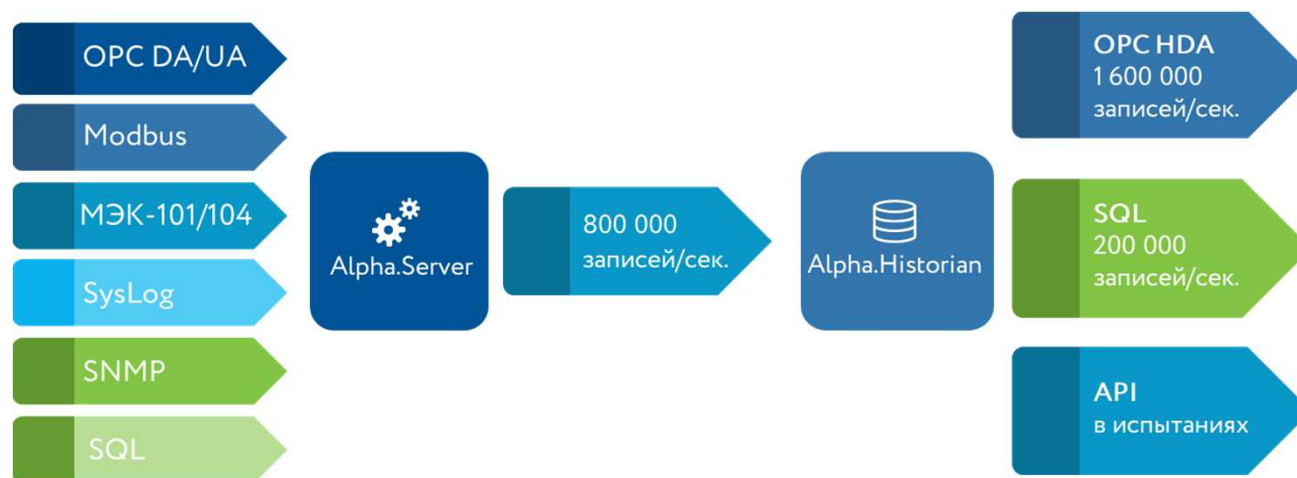 OPC DA/UA
Modbus
МЭК-101/104
SysLog
SNMP
SQL
Alpha.Server
800 000
записей/сек.
Alpha.Historian
OPC HDA
1 600 000
записей/сек.
SQL
200 000
записей/сек.
API
в испытаниях